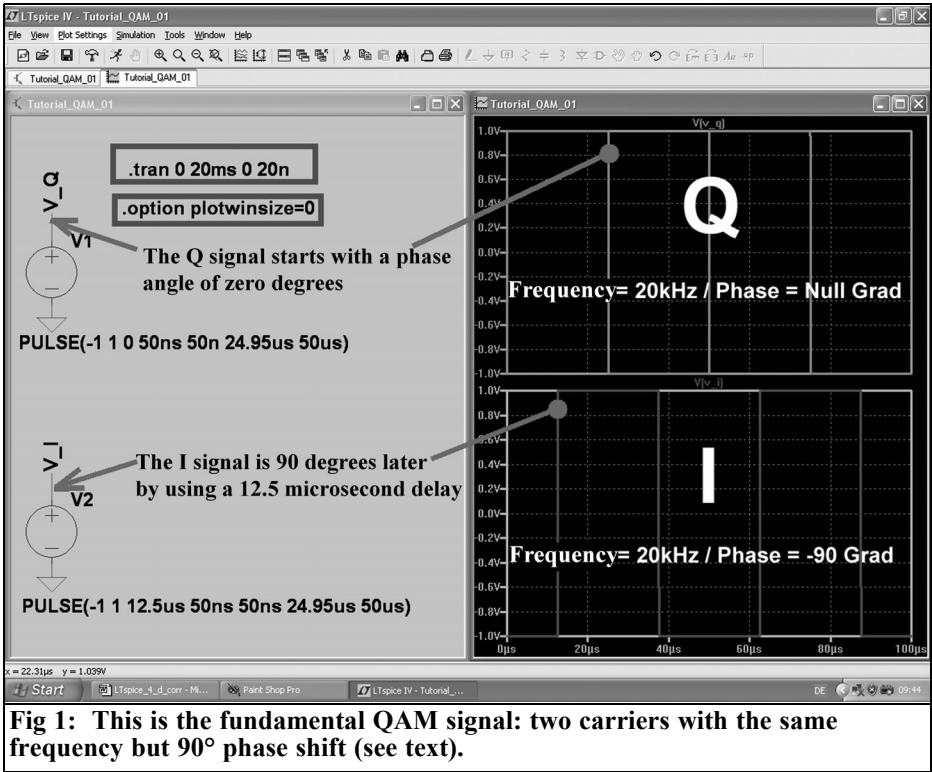 LTspice IV - Tutorial_QAM_01
File View Plot Settings Simulation Tools Window Help
Tutorial_QAM_01 Tutorial_QAM_01
Tutorial_QAM_01
.tran 0 20ms 0 20n
.option plotwinsize=0
V_Q
V1
The Q signal starts with a phase
angle of zero degrees
PULSE(-1 1 0 50ns 50n 24.95us 50us)
V_I
The I signal is 90 degrees later
by using a 12.5 microsecond delay
V2
PULSE(-1 1 12.5us 50ns 50ns 24.95us 50us)
Tutorial_QAM_01
V(v_q)
1.0V
0.8V
0.6V
0.4V
0.2V
0.0V
-0.2V
-0.4V
-0.6V
-0.8V
-1.0V
Q
Frequency= 20kHz / Phase = Null Grad
V(v_i)
1.0V
0.8V
0.6V
0.4V
0.2V
0.0V
-0.2V
-0.4V
-0.6V
-0.8V
-1.0V
I
Frequency= 20kHz / Phase = -90 Grad
0µs 20µs 40µs 60µs 80µs 100µs
x = 22.31µs y = 1.039V
Start LTspice_4_d_corr - Mi... Paint Shop Pro LTspice IV - Tutorial_... DE 09:44
Fig 1: This is the fundamental QAM signal: two carriers with the same
frequency but 90° phase shift (see text).